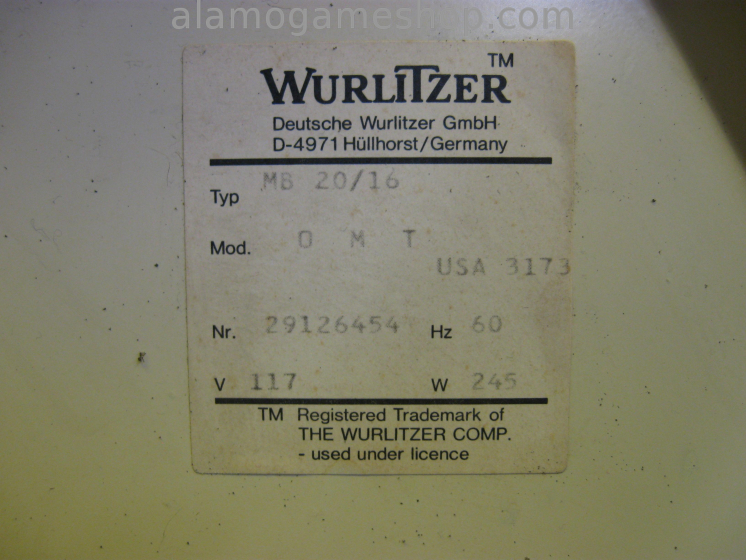 alamogameshop.com
WURLITZER™
Deutsche Wurlitzer GmbH
D-4971 Hüllhorst/Germany
Typ MB 20/16
Mod. O M T
USA 3173
Nr. 29126454 Hz 60
V 117 W 245
TM Registered Trademark of
THE WURLITZER COMP.
- used under licence